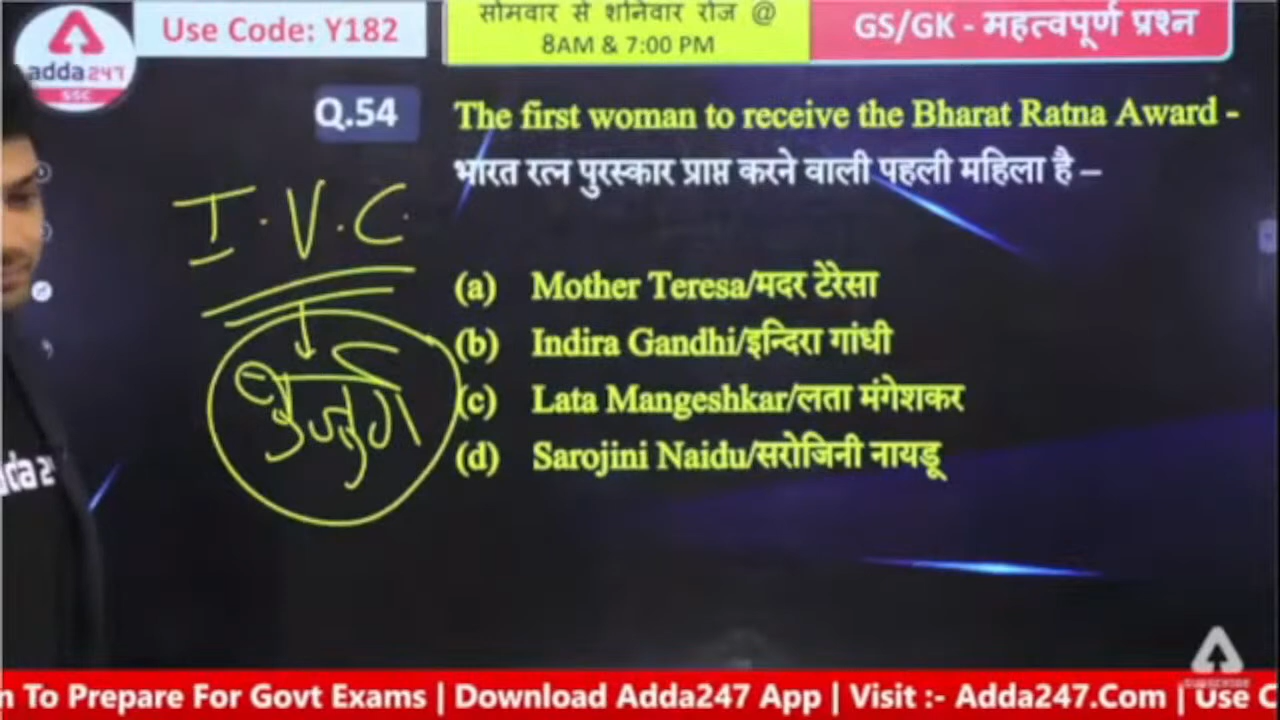 Use Code: Y182
सोमवार से शनिवार रोज @
8AM & 7:00 PM
GS/GK - महत्वपूर्ण प्रश्न
adda247
SSC
Q.54
The first woman to receive the Bharat Ratna Award -
भारत रत्न पुरस्कार प्राप्त करने वाली पहली महिला है –
I.V.C.
(a) Mother Teresa/मदर टेरेसा
(b) Indira Gandhi/इन्दिरा गांधी
(c) Lata Mangeshkar/लता मंगेशकर
(d) Sarojini Naidu/सरोजिनी नायडू
n To Prepare For Govt Exams | Download Adda247 App | Visit :- Adda247.Com | Use C